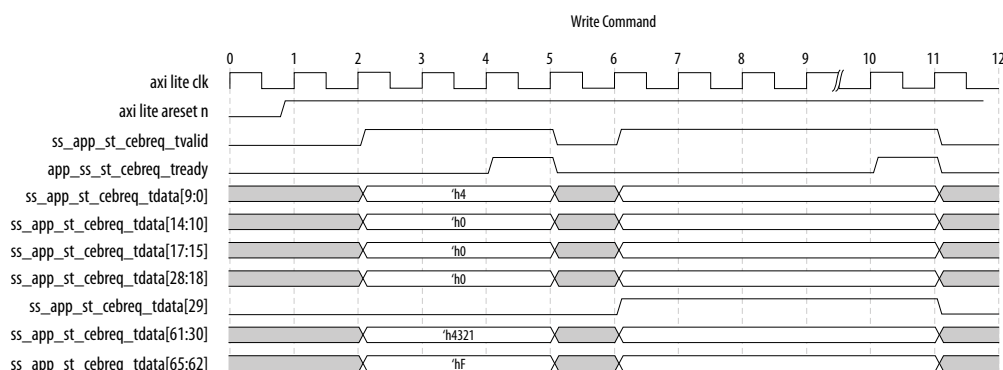 Write Command
0 1 2 3 4 5 6 7 8 9 10 11 12
axi lite clk
axi lite areset n
ss_app_st_cebreq_tvalid
app_ss_st_cebreq_tready
ss_app_st_cebreq_tdata[9:0] 'h4
ss_app_st_cebreq_tdata[14:10] 'h0
ss_app_st_cebreq_tdata[17:15] 'h0
ss_app_st_cebreq_tdata[28:18] 'h0
ss_app_st_cebreq_tdata[29]
ss_app_st_cebreq_tdata[61:30] 'h4321
ss_app_st_cebreq_tdata[65:62] 'hF